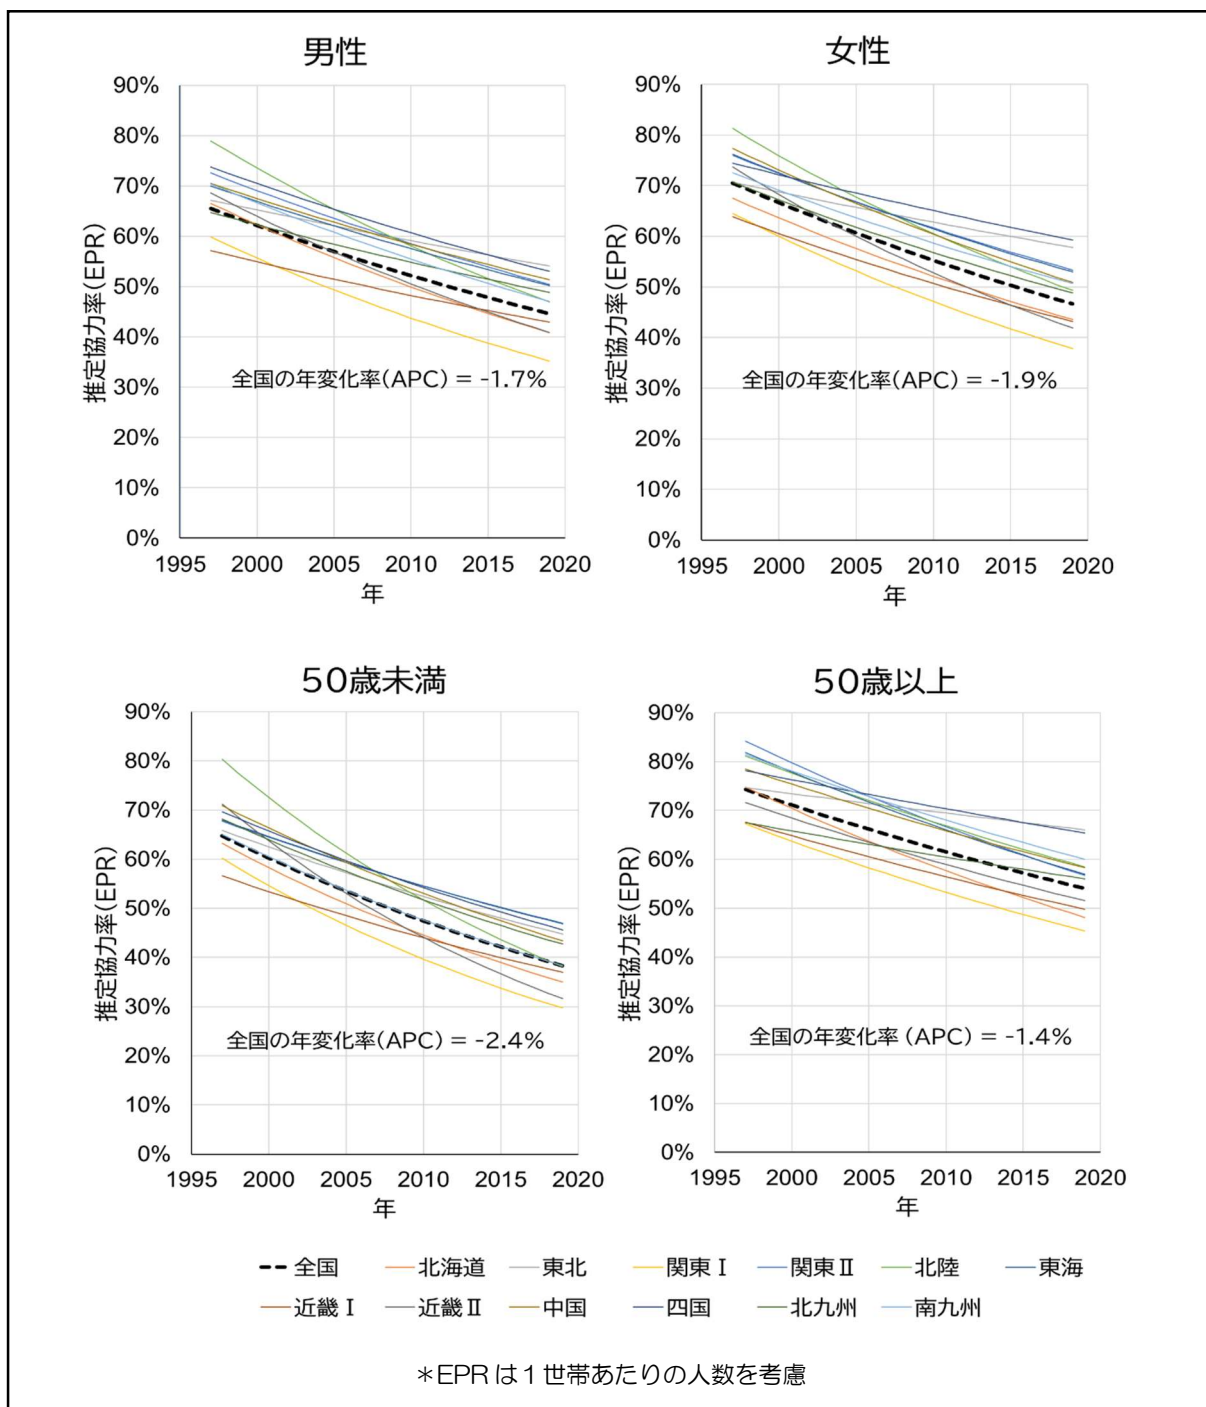 男性
90%
80%
70%
60%
50%
40%
30%
20%
10%
0%
推定協力率(EPR)
全国の年変化率(APC) = -1.7%
1995 2000 2005 2010 2015 2020
年
女性
90%
80%
70%
60%
50%
40%
30%
20%
10%
0%
推定協力率(EPR)
全国の年変化率(APC) = -1.9%
1995 2000 2005 2010 2015 2020
年
50歳未満
90%
80%
70%
60%
50%
40%
30%
20%
10%
0%
推定協力率(EPR)
全国の年変化率(APC) = -2.4%
1995 2000 2005 2010 2015 2020
年
50歳以上
90%
80%
70%
60%
50%
40%
30%
20%
10%
0%
推定協力率(EPR)
全国の年変化率 (APC) = -1.4%
1995 2000 2005 2010 2015 2020
年
全国 北海道 東北 関東Ⅰ 関東Ⅱ 北陸 東海
近畿Ⅰ 近畿Ⅱ 中国 四国 北九州 南九州
＊EPR は１世帯あたりの人数を考慮